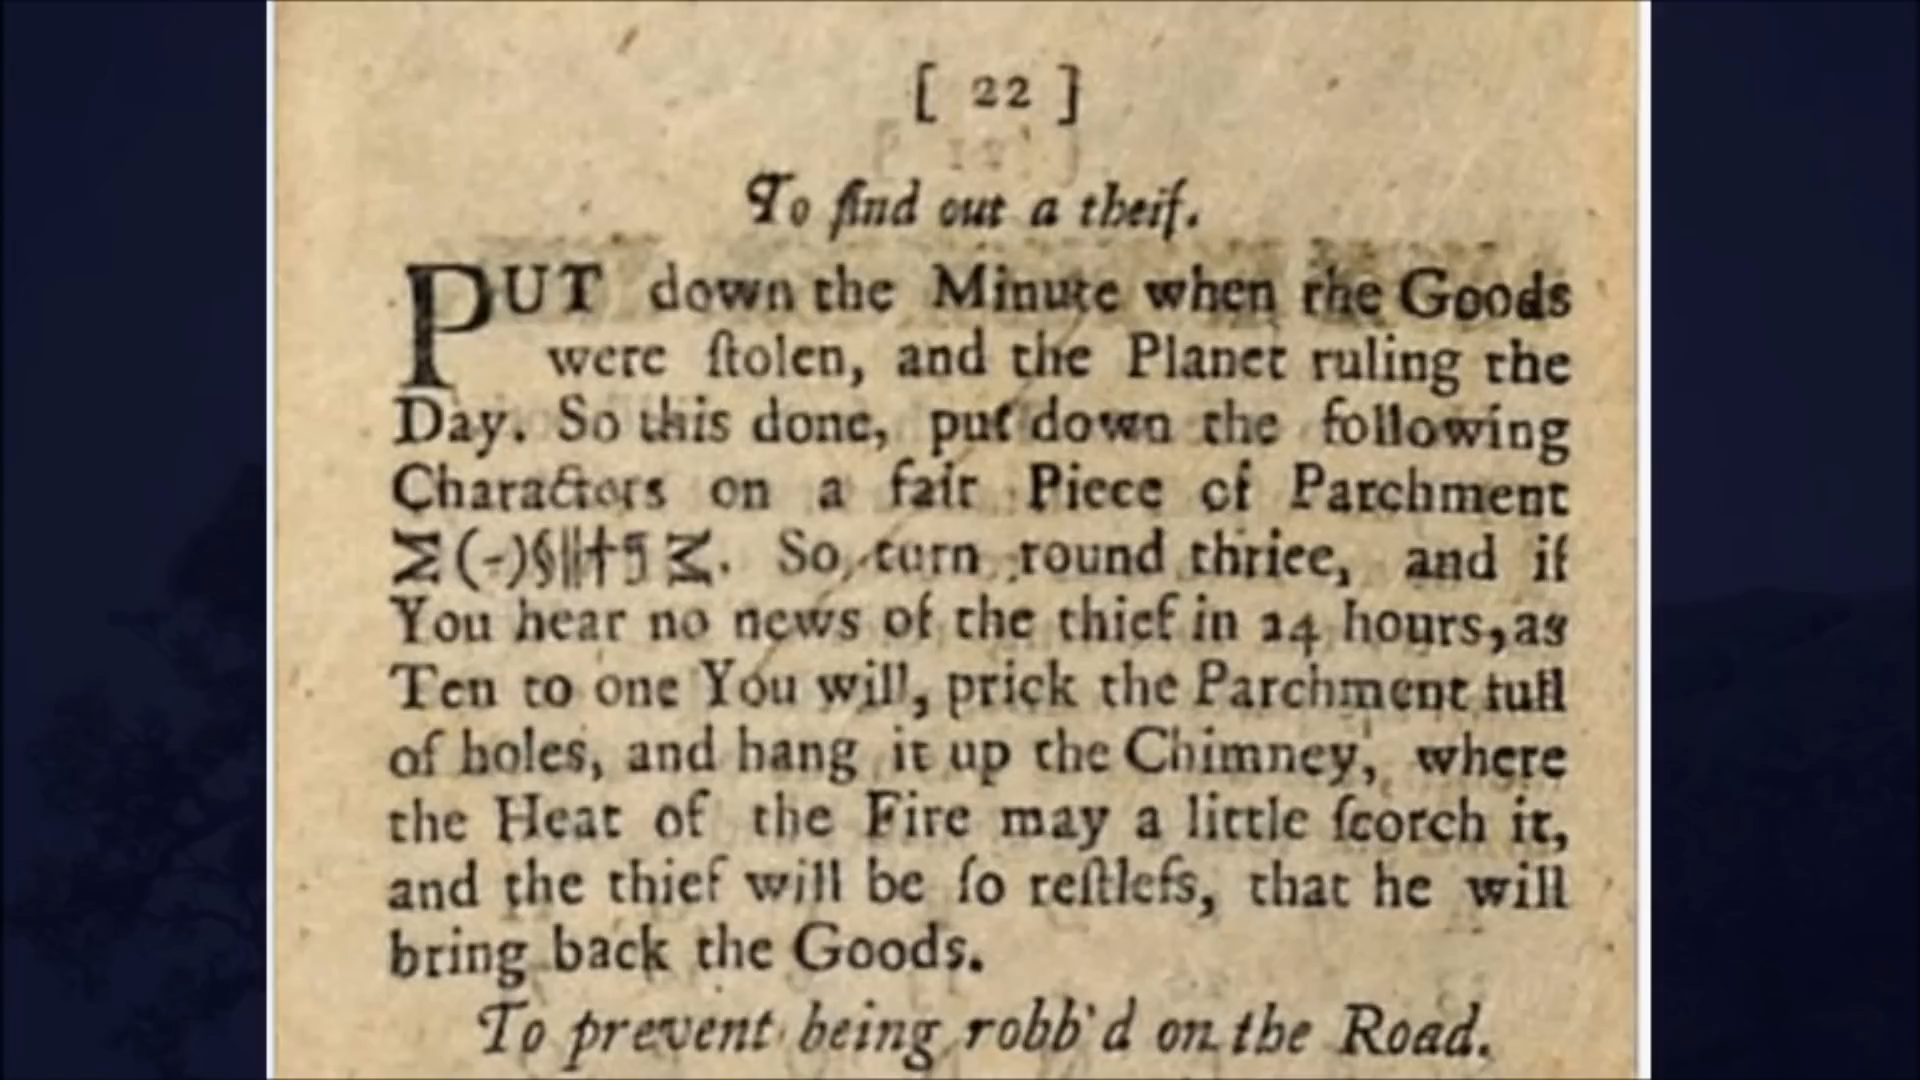 [ 22 ]
To find out a theif.
PUT down the Minute when the Goods
were ſtolen, and the Planet ruling the
Day. So this done, put down the following
Charactors on a fair Piece of Parchment
Σ(-)§||†¶Σ. So turn round thrice, and if
You hear no news of the thief in 24 hours, as
Ten to one You will, prick the Parchment full
of holes, and hang it up the Chimney, where
the Heat of the Fire may a little ſcorch it,
and the thief will be ſo reſtleſs, that he will
bring back the Goods.
To prevent being robb'd on the Road.